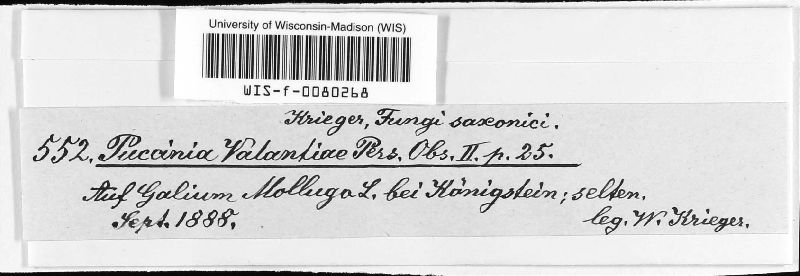 University of Wisconsin-Madison (WIS)
WIS-f-0080268
Krieger, Fungi saxonici.
552. Puccinia Valantiae Pers. Obs. II. p. 25.
Auf Galium Mollugo L. bei Königstein; selten.
Sept. 1888.
leg. W. Krieger.